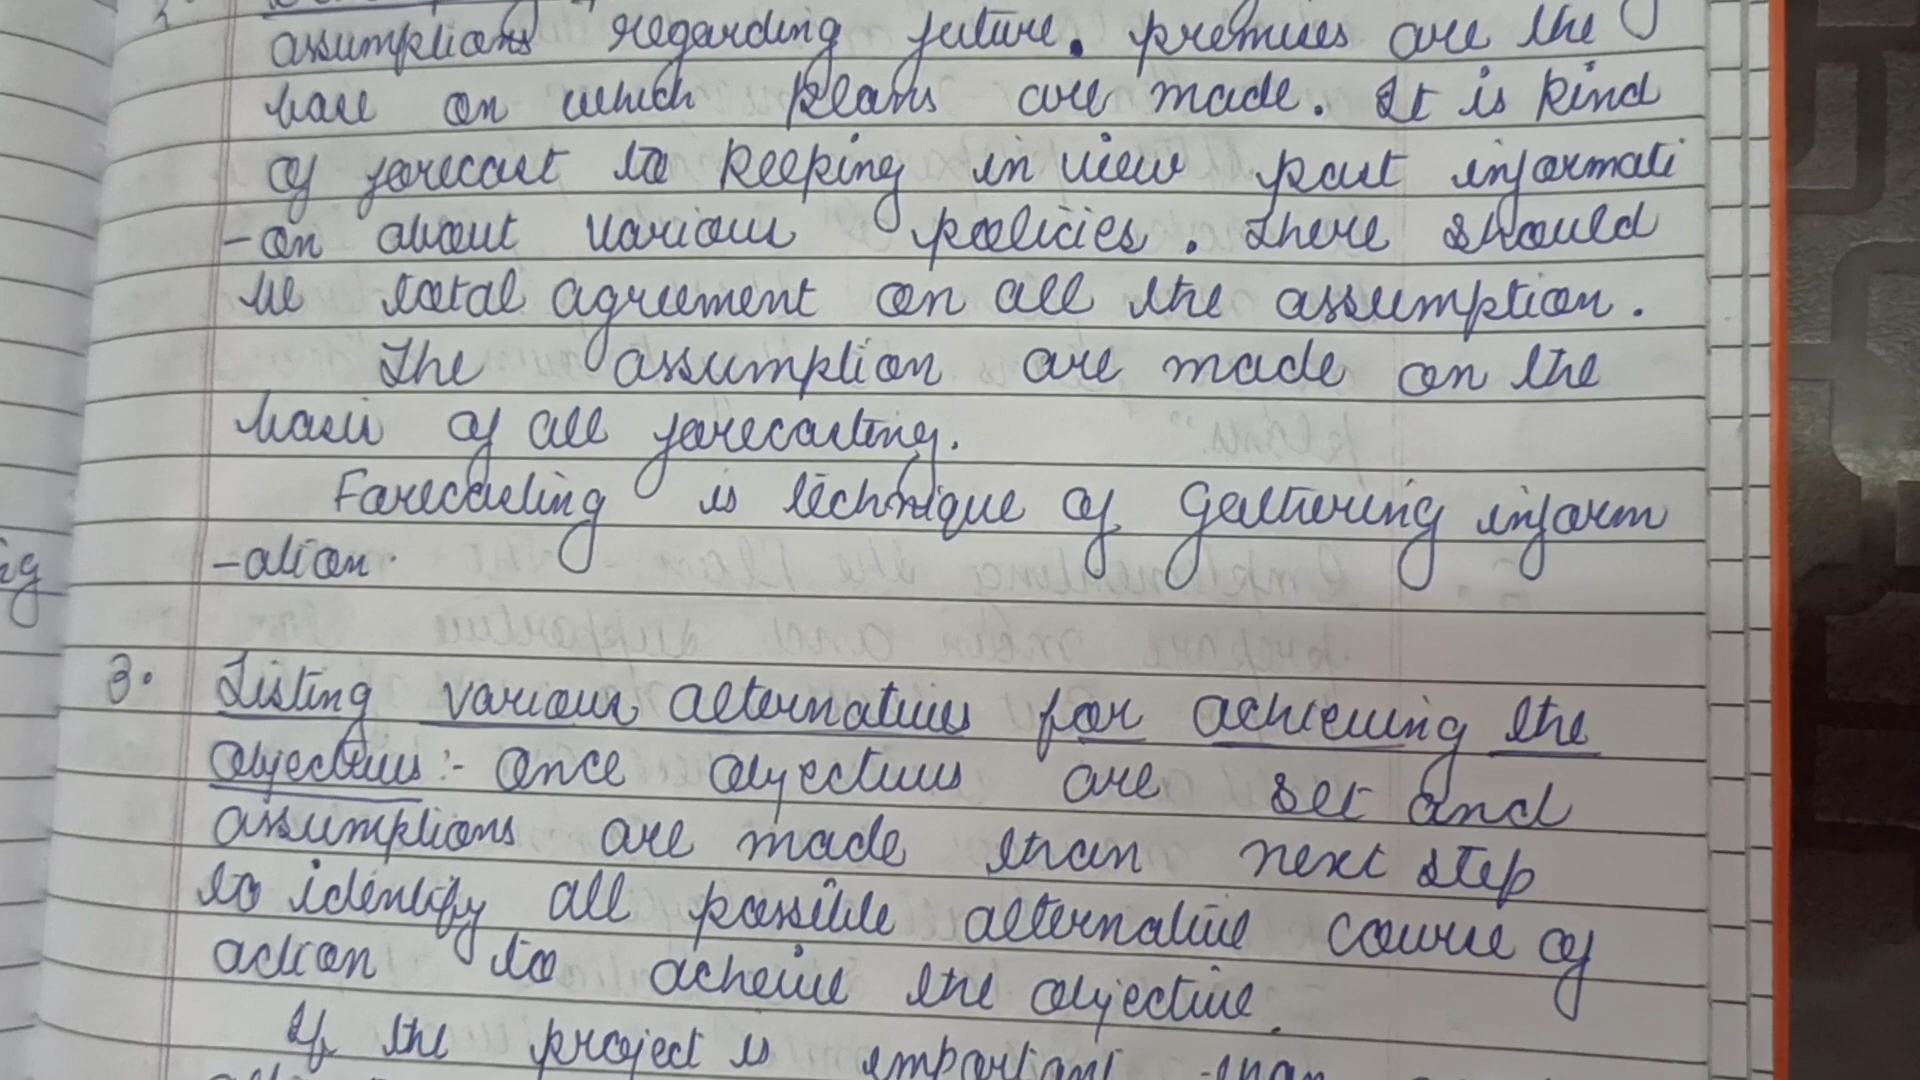 assumptions regarding future. premises are the
base on which plans are made. It is kind
of forecast to keeping in view past informati
-on about various policies. There should
be total agreement on all the assumption.
The assumption are made on the
basis of all forecasting.
Forecasting is technique of gathering inform
-ation.
3. Listing various alternatives for achieving the
objectives :- Once objectives are set and
assumptions are made than next step
to identify all possible alternative course of
action to acheive the objective.
If the project is important than
ig